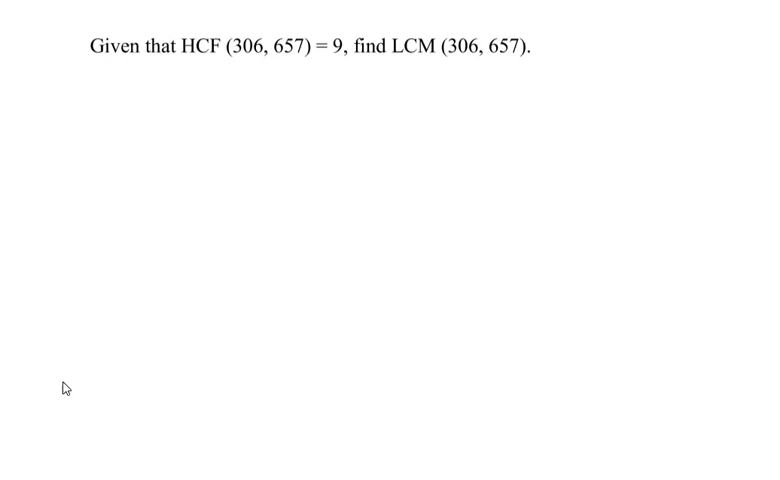 Given that HCF (306, 657) = 9, find LCM (306, 657).